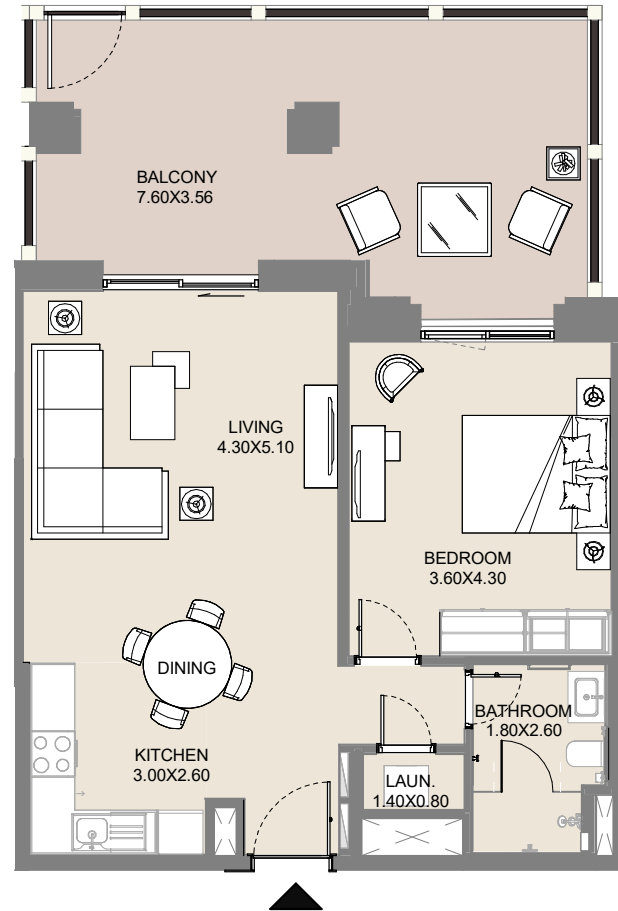 BALCONY
7.60X3.56
LIVING
4.30X5.10
BEDROOM
3.60X4.30
DINING
KITCHEN
3.00X2.60
BATHROOM
1.80X2.60
LAUN.
1.40X0.80